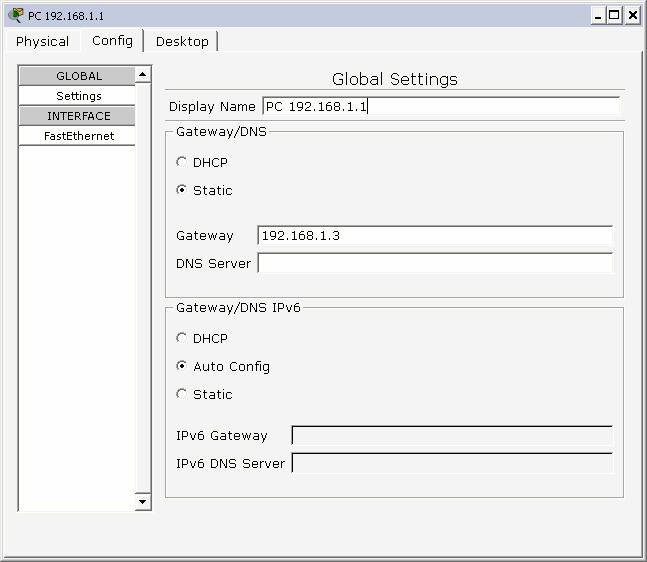 PC 192.168.1.1
Physical Config Desktop
GLOBAL
Settings
INTERFACE
FastEthernet
Global Settings
Display Name PC 192.168.1.1
Gateway/DNS
DHCP
Static
Gateway 192.168.1.3
DNS Server
Gateway/DNS IPv6
DHCP
Auto Config
Static
IPv6 Gateway
IPv6 DNS Server